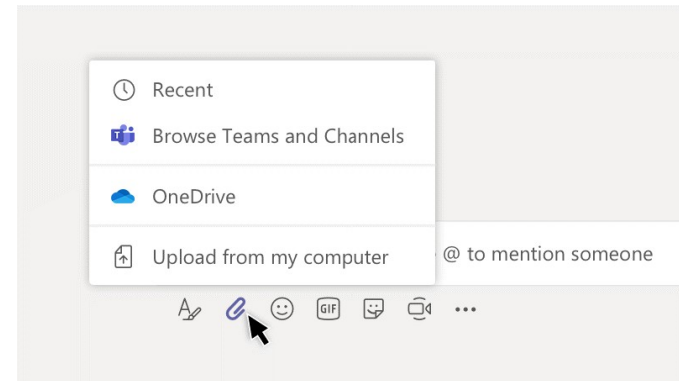 Recent
Browse Teams and Channels
OneDrive
Upload from my computer
@ to mention someone
GIF